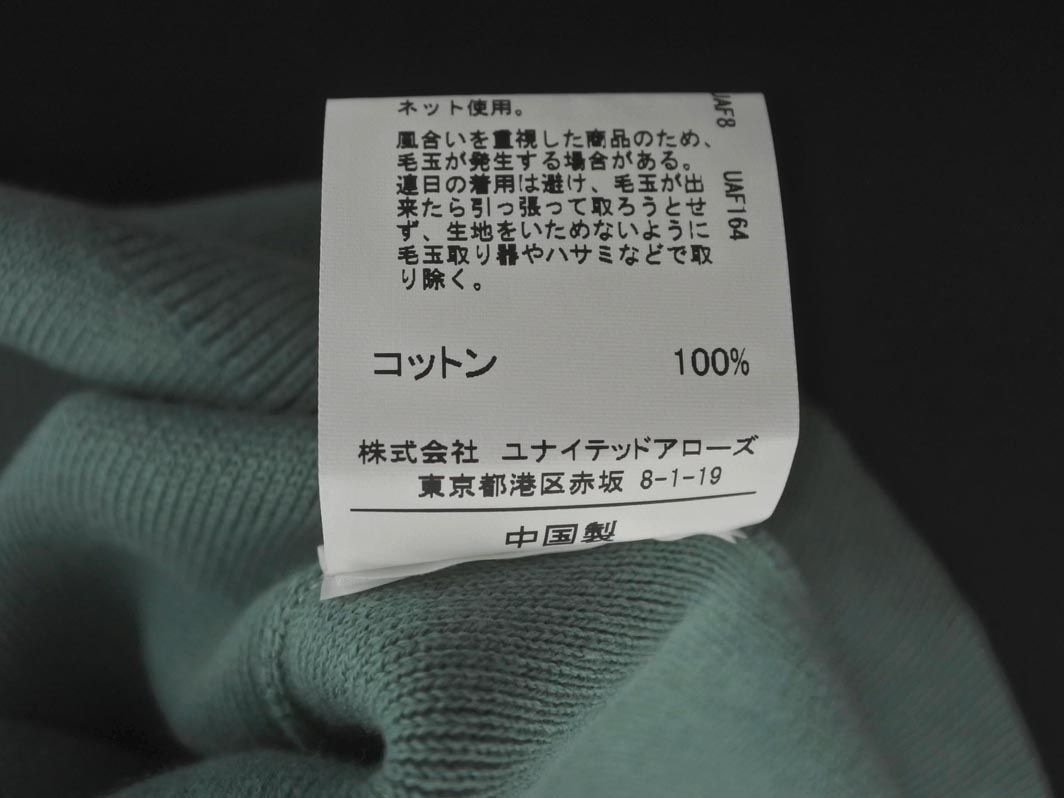 ネット使用。
風合いを重視した商品のため、
毛玉が発生する場合がある。
連日の着用は避け、毛玉が出
来たら引っ張って取ろうとせ
ず、生地をいためないように
毛玉取り器やハサミなどで取
り除く。
UAF8 UAF164
コットン 100%
株式会社 ユナイテッドアローズ
東京都港区赤坂 8-1-19
中国製